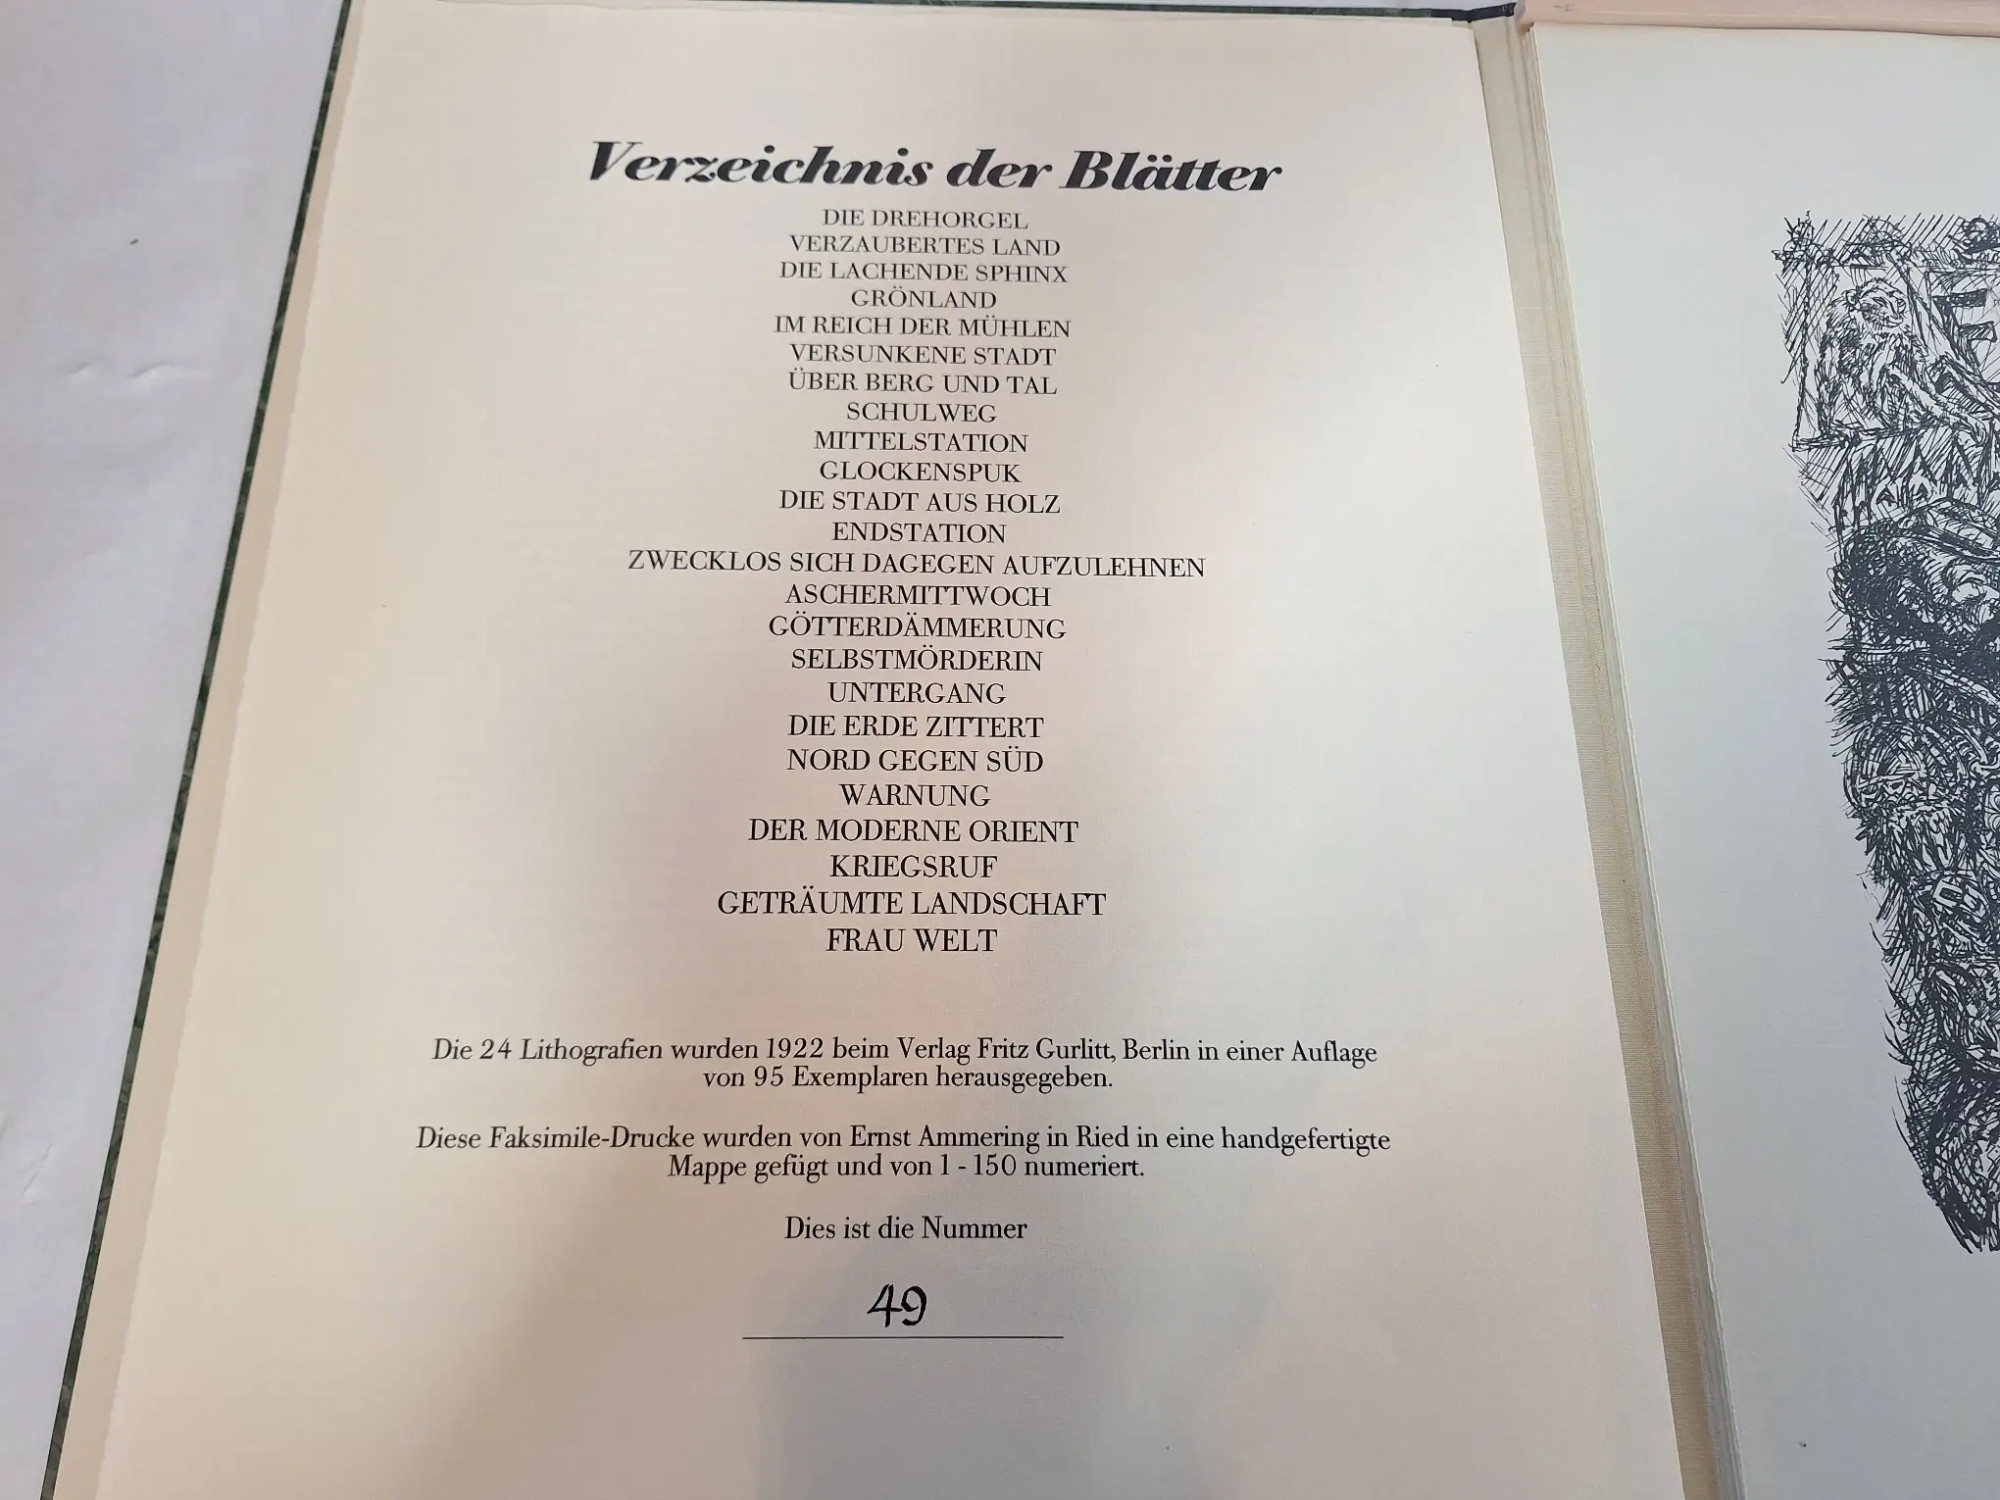 Verzeichnis der Blätter
DIE DREHORGEL
VERZAUBERTES LAND
DIE LACHENDE SPHINX
GRÖNLAND
IM REICH DER MÜHLEN
VERSUNKENE STADT
ÜBER BERG UND TAL
SCHULWEG
MITTELSTATION
GLOCKENSPUK
DIE STADT AUS HOLZ
ENDSTATION
ZWECKLOS SICH DAGEGEN AUFZULEHNEN
ASCHERMITTWOCH
GÖTTERDÄMMERUNG
SELBSTMÖRDERIN
UNTERGANG
DIE ERDE ZITTERT
NORD GEGEN SÜD
WARNUNG
DER MODERNE ORIENT
KRIEGSRUF
GETRÄUMTE LANDSCHAFT
FRAU WELT
Die 24 Lithografien wurden 1922 beim Verlag Fritz Gurlitt, Berlin in einer Auflage
von 95 Exemplaren herausgegeben.
Diese Faksimile-Drucke wurden von Ernst Ammering in Ried in eine handgefertigte
Mappe gefügt und von 1 - 150 numeriert.
Dies ist die Nummer
49